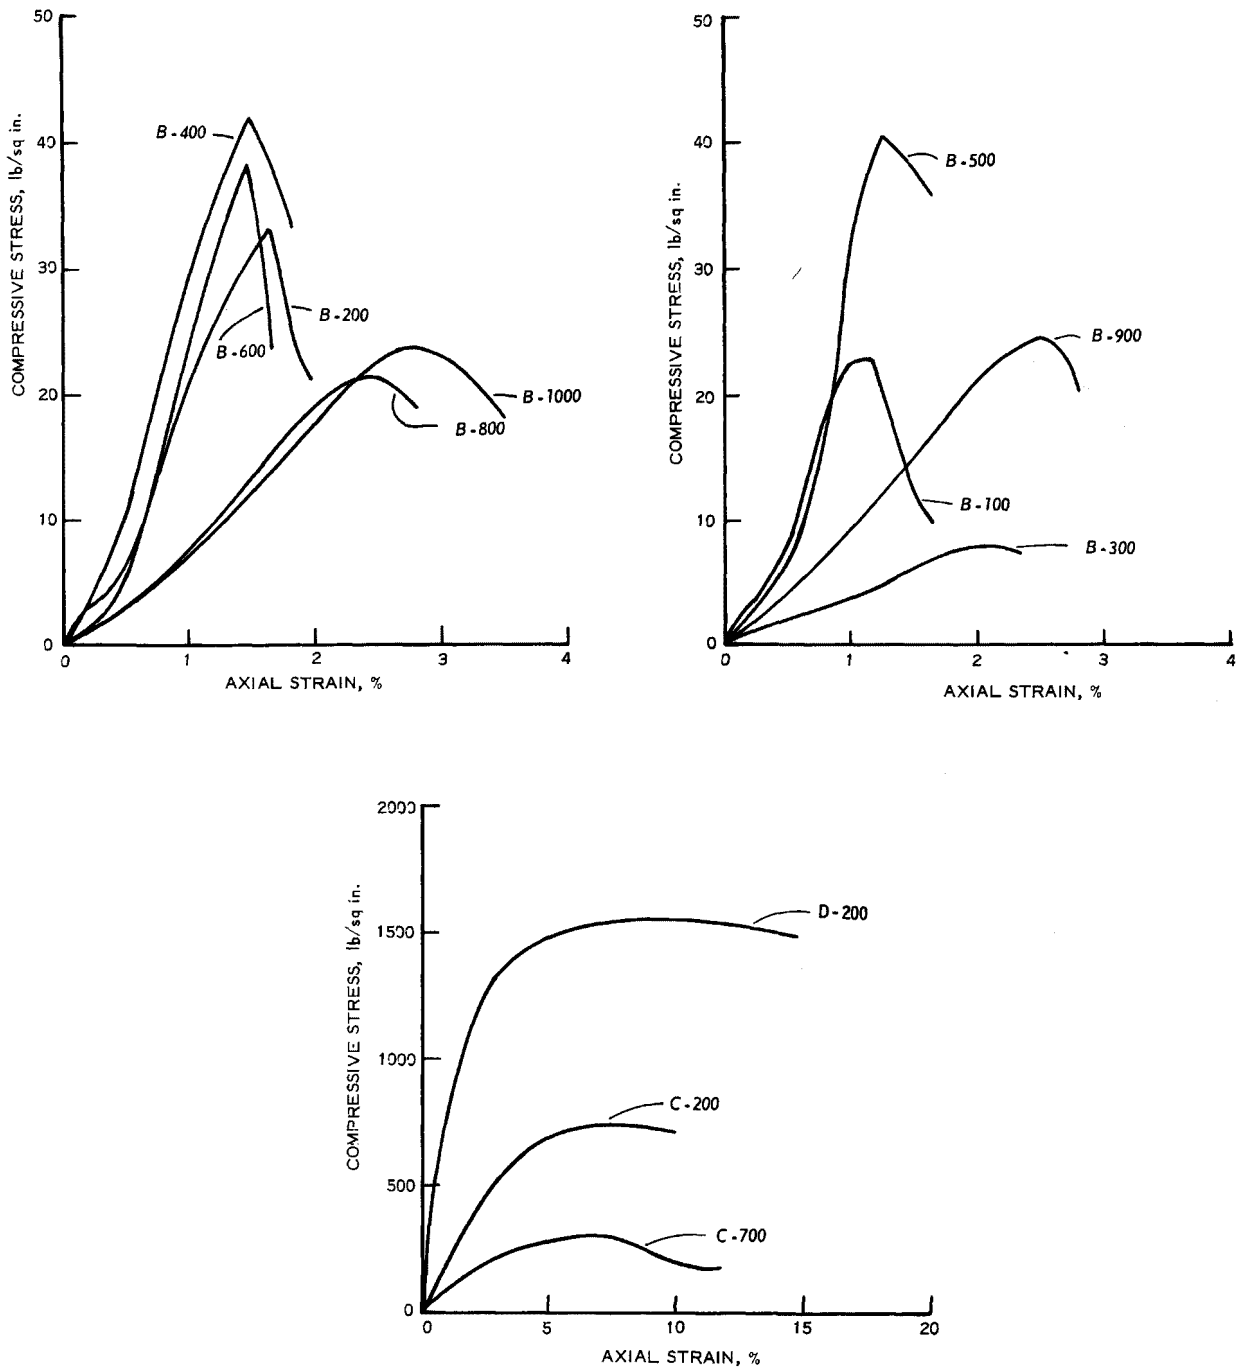 50
40
30
20
10
0
COMPRESSIVE STRESS, lb/sq in.
B-400
B-200
B-600
B-1000
B-800
0 1 2 3 4
AXIAL STRAIN, %
50
40
30
20
10
0
COMPRESSIVE STRESS, lb/sq in.
B-500
B-900
B-100
B-300
0 1 2 3 4
AXIAL STRAIN, %
2000
1500
1000
500
0
COMPRESSIVE STRESS, lb/sq in.
D-200
C-200
C-700
0 5 10 15 20
AXIAL STRAIN, %